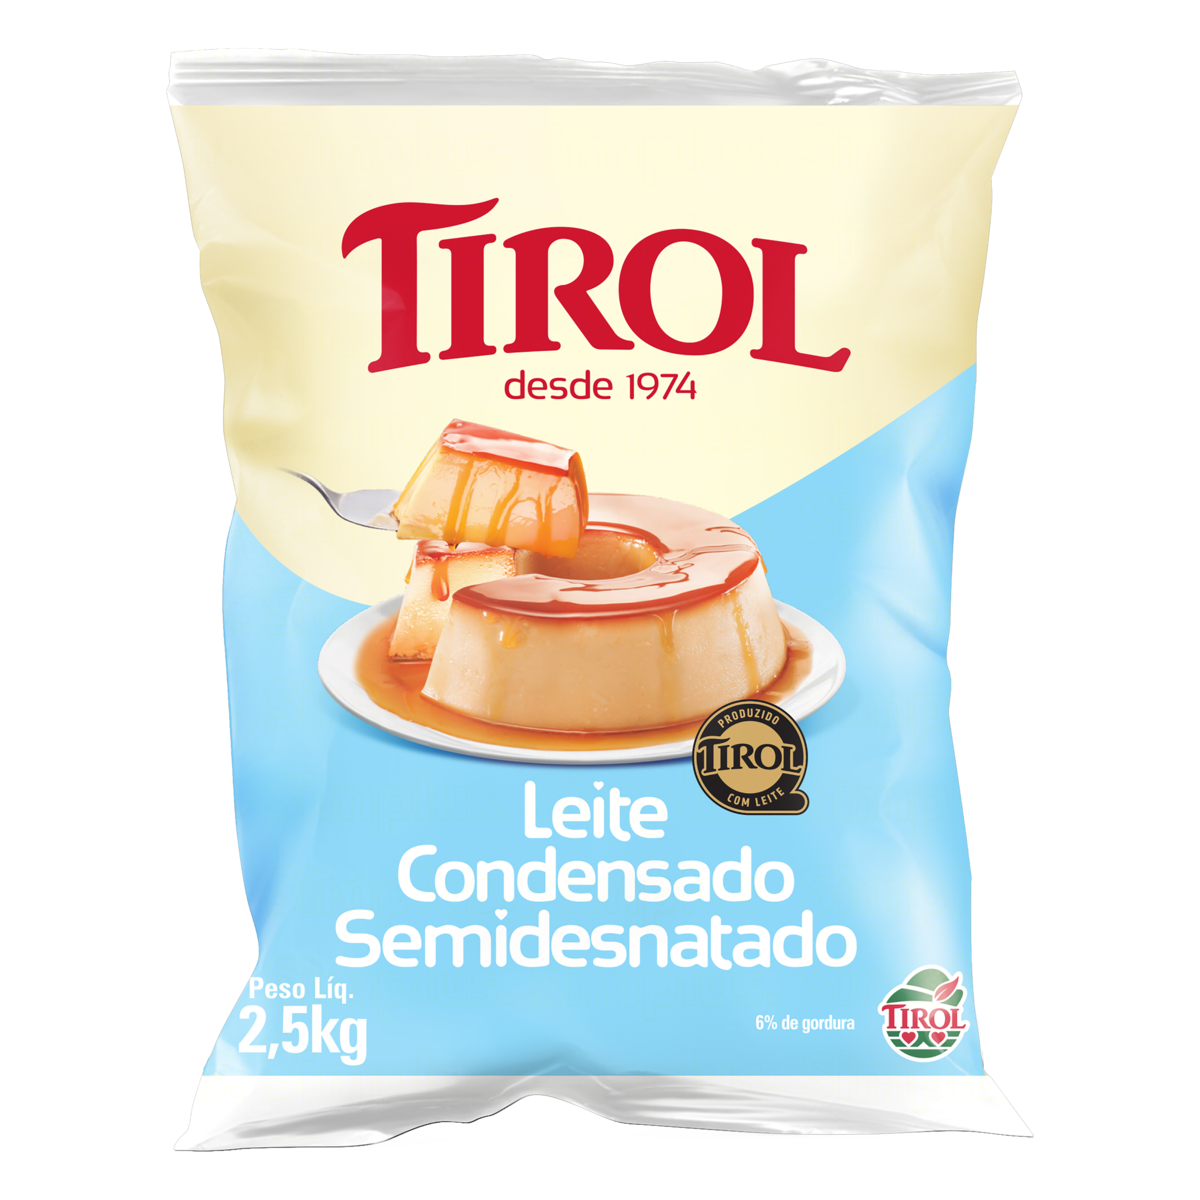 TIROL
desde 1974
PRODUZIDO
TIROL
COM LEITE
Leite
Condensado
Semidesnatado
Peso Líq.
2,5kg
6% de gordura
TIROL